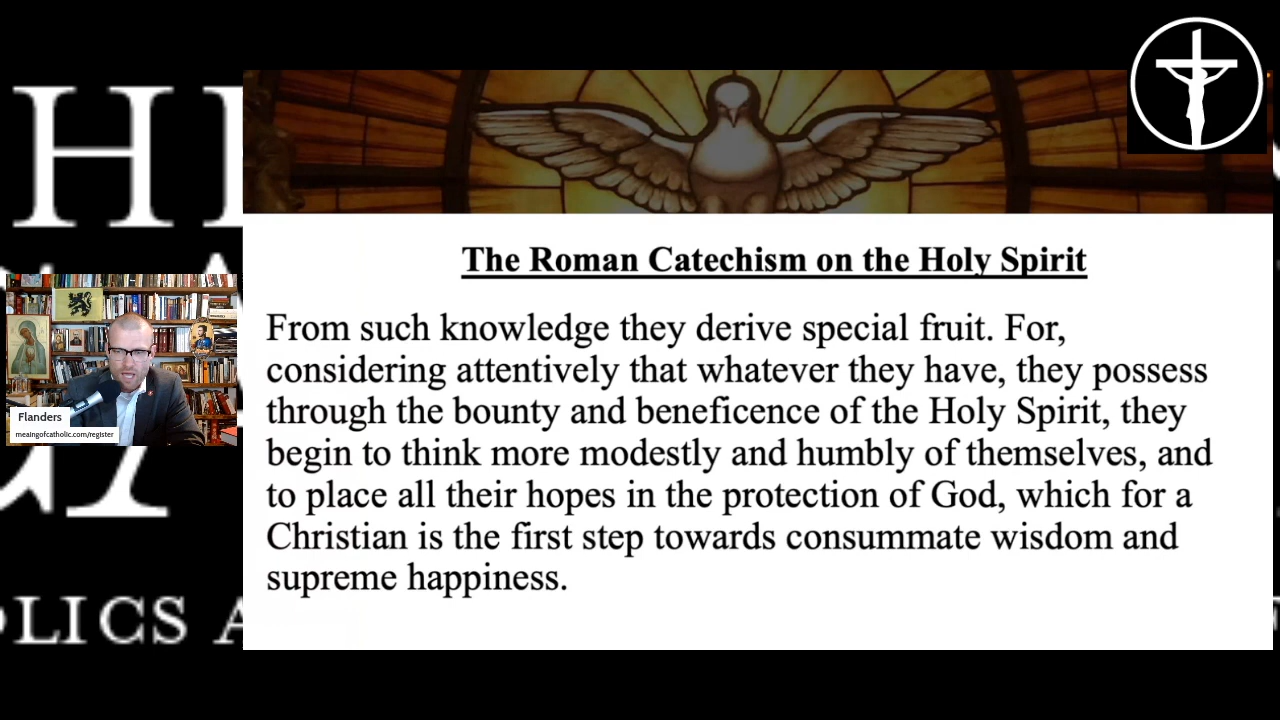 The Roman Catechism on the Holy Spirit
From such knowledge they derive special fruit. For,
considering attentively that whatever they have, they possess
through the bounty and beneficence of the Holy Spirit, they
begin to think more modestly and humbly of themselves, and
to place all their hopes in the protection of God, which for a
Christian is the first step towards consummate wisdom and
supreme happiness.
Flanders
meaingofcatholic.com/register
OLICS A